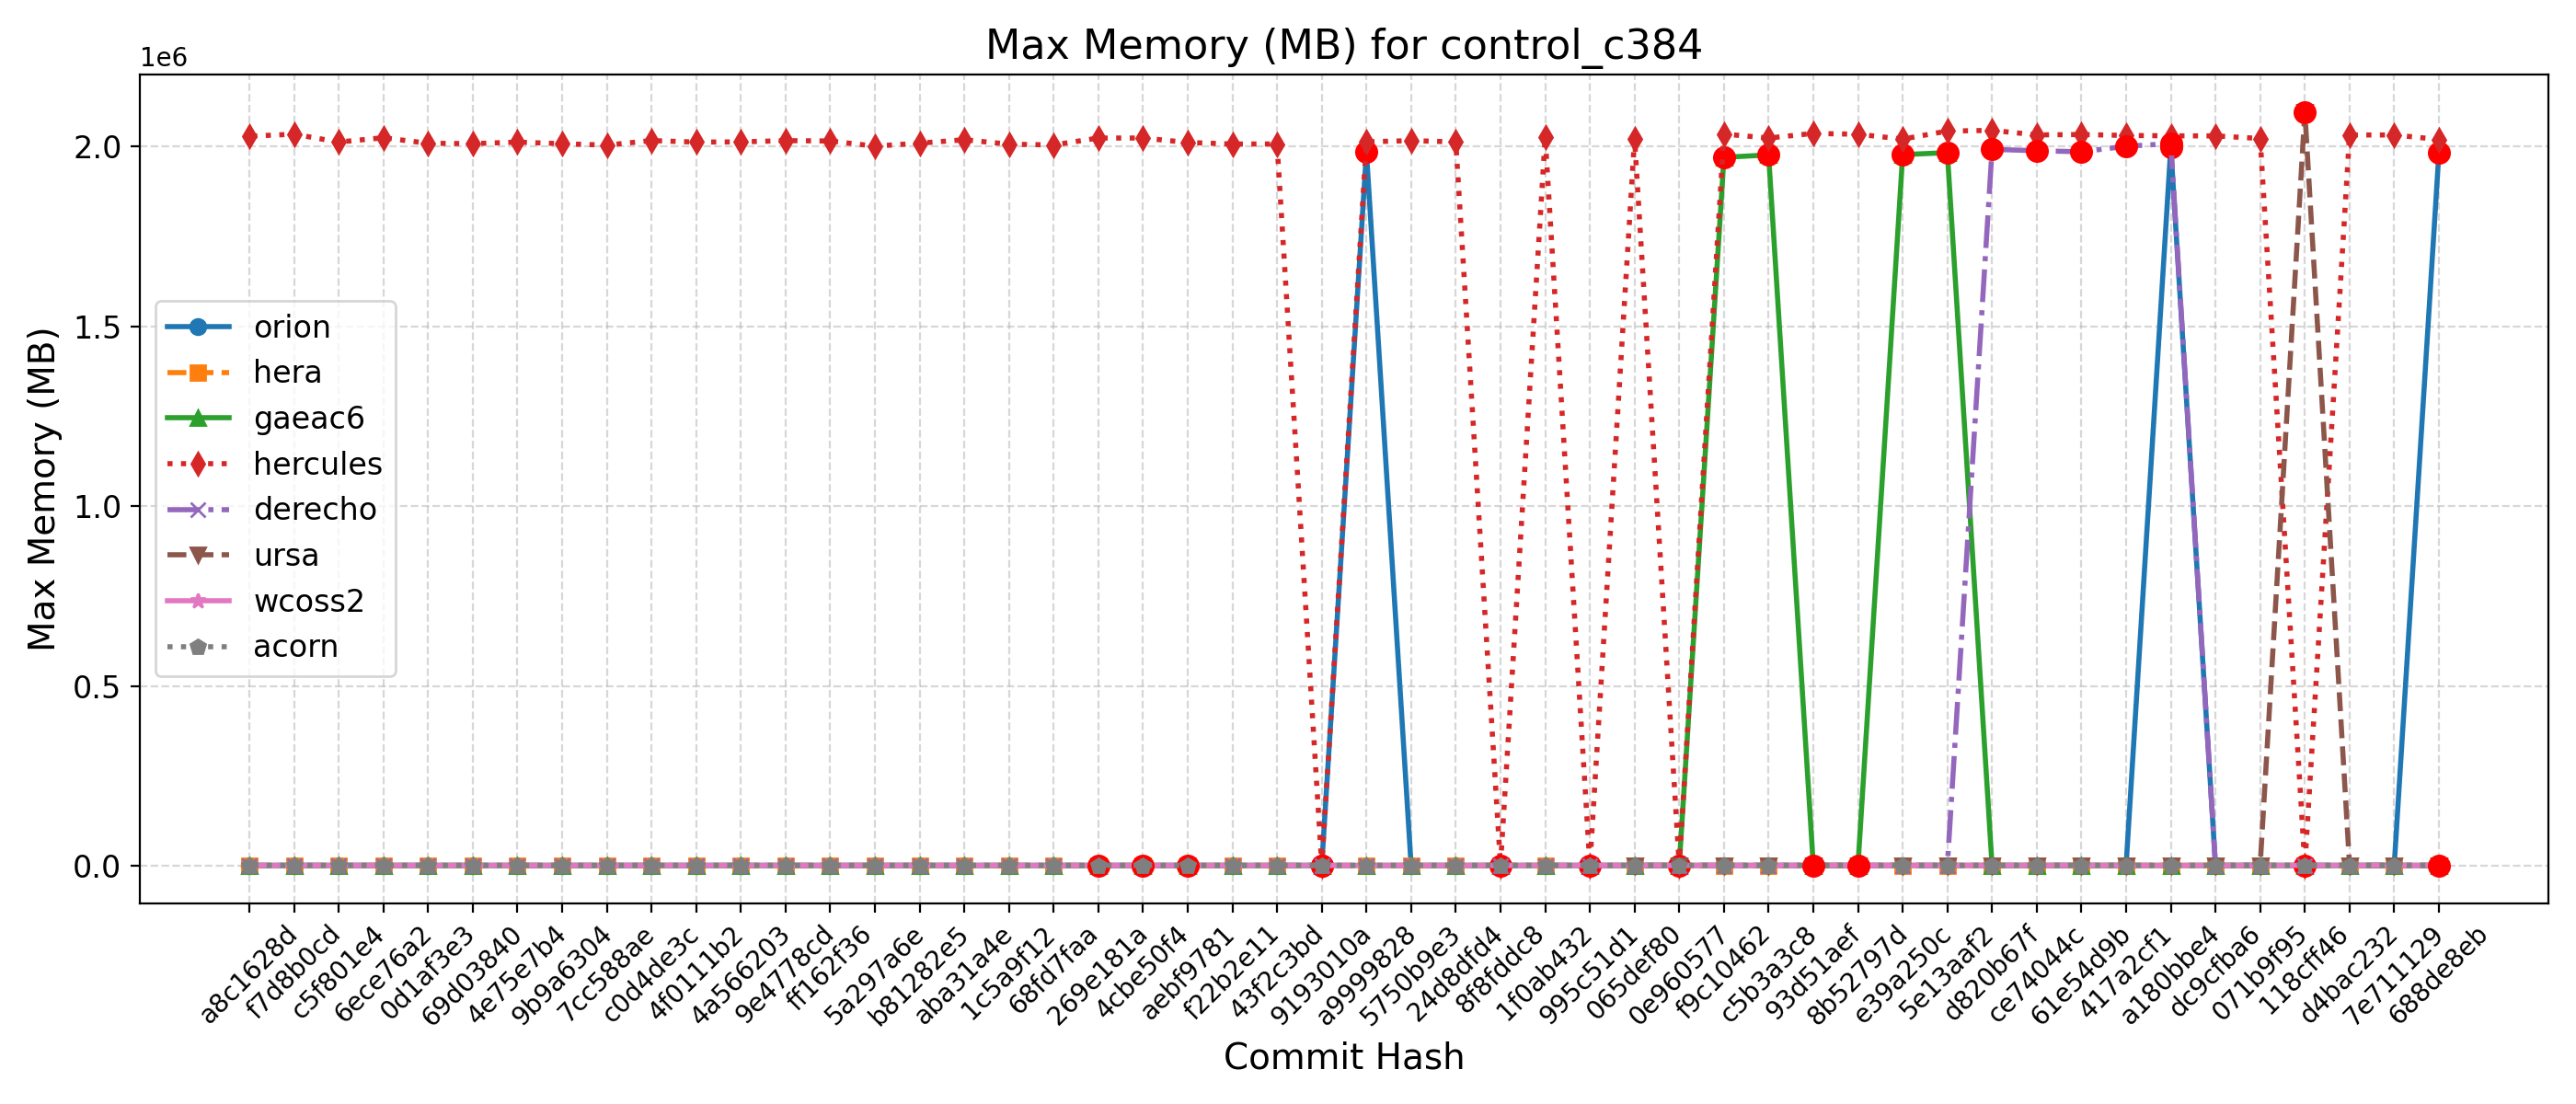 Max Memory (MB) for control_c384
1e6
2.0
1.5
1.0
0.5
0.0
Max Memory (MB)
orion
hera
gaeac6
hercules
derecho
ursa
wcoss2
acorn
a8c1628d
f7d8b0cd
c5f801e4
6ece76a2
0d1af3e3
69d03840
4e75e7b4
9b9a6304
7cc588ae
c0d4de3c
4f0111b2
4a566203
9e4778cd
ff162f36
5a297a6e
b81282e5
aba31a4e
1c5a9f12
68fd7faa
269e181a
4cbe50f4
aebf9781
f22b2e11
43f2c3bd
9193010a
a9999828
5750b9e3
24d8dfd4
8f8fddc8
1f0ab432
995c51d1
065def80
0e960577
f9c10462
c5b3a3c8
93d51aef
8b52797d
e39a250c
5e13aaf2
d820b67f
ce74044c
61e54d9b
417a2cf1
a180bbe4
dc9cfba6
071b9f95
118cff46
d4bac232
7e711129
688de8eb
Commit Hash